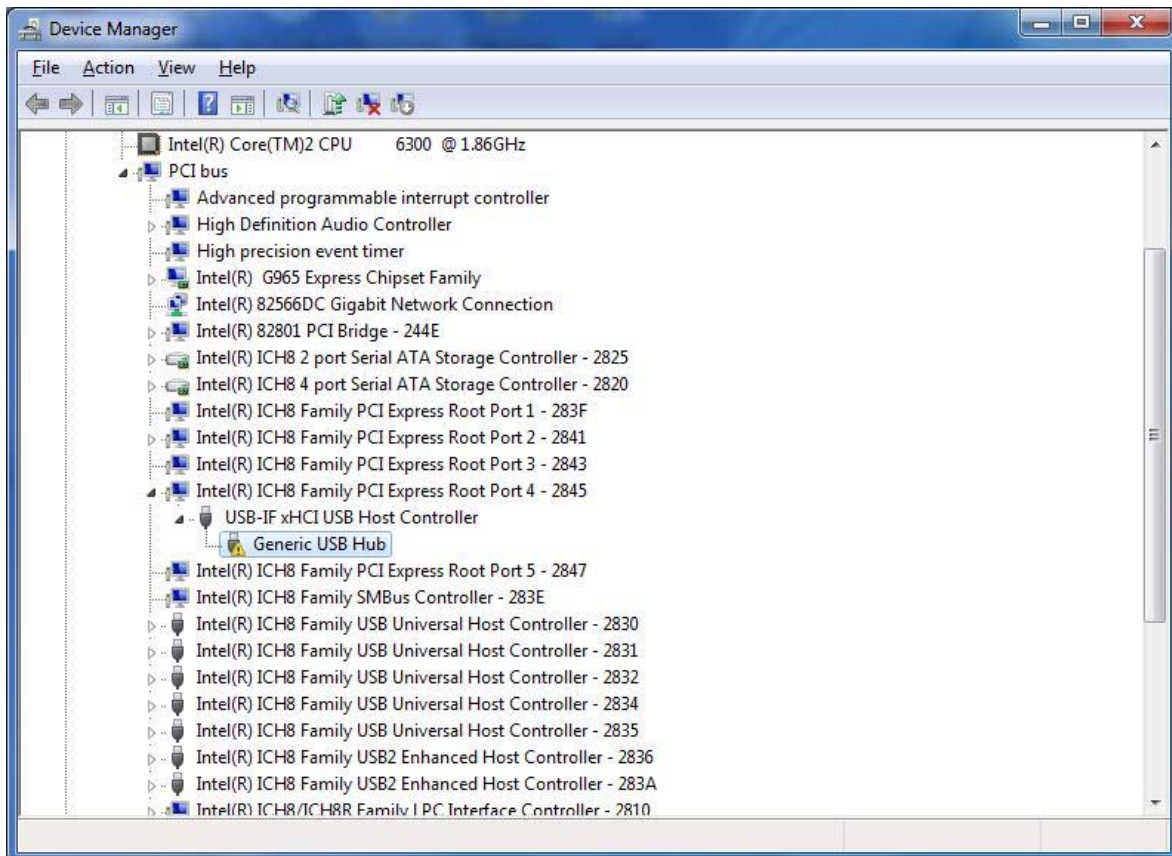 Device Manager
File Action View Help
Intel(R) Core(TM)2 CPU 6300 @ 1.86GHz
PCI bus
Advanced programmable interrupt controller
High Definition Audio Controller
High precision event timer
Intel(R) G965 Express Chipset Family
Intel(R) 82566DC Gigabit Network Connection
Intel(R) 82801 PCI Bridge - 244E
Intel(R) ICH8 2 port Serial ATA Storage Controller - 2825
Intel(R) ICH8 4 port Serial ATA Storage Controller - 2820
Intel(R) ICH8 Family PCI Express Root Port 1 - 283F
Intel(R) ICH8 Family PCI Express Root Port 2 - 2841
Intel(R) ICH8 Family PCI Express Root Port 3 - 2843
Intel(R) ICH8 Family PCI Express Root Port 4 - 2845
USB-IF xHCI USB Host Controller
Generic USB Hub
Intel(R) ICH8 Family PCI Express Root Port 5 - 2847
Intel(R) ICH8 Family SMBus Controller - 283E
Intel(R) ICH8 Family USB Universal Host Controller - 2830
Intel(R) ICH8 Family USB Universal Host Controller - 2831
Intel(R) ICH8 Family USB Universal Host Controller - 2832
Intel(R) ICH8 Family USB Universal Host Controller - 2834
Intel(R) ICH8 Family USB Universal Host Controller - 2835
Intel(R) ICH8 Family USB2 Enhanced Host Controller - 2836
Intel(R) ICH8 Family USB2 Enhanced Host Controller - 283A
Intel(R) ICH8/ICH8R Family LPC Interface Controller - 2810